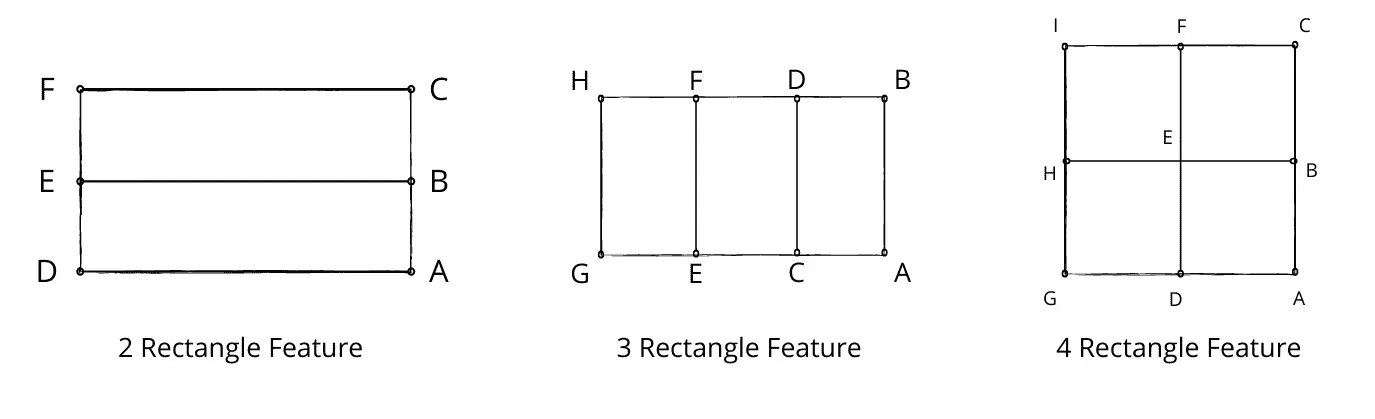 F C
E B
D A
2 Rectangle Feature
H F D B
G E C A
3 Rectangle Feature
I F C
E
H B
G D A
4 Rectangle Feature